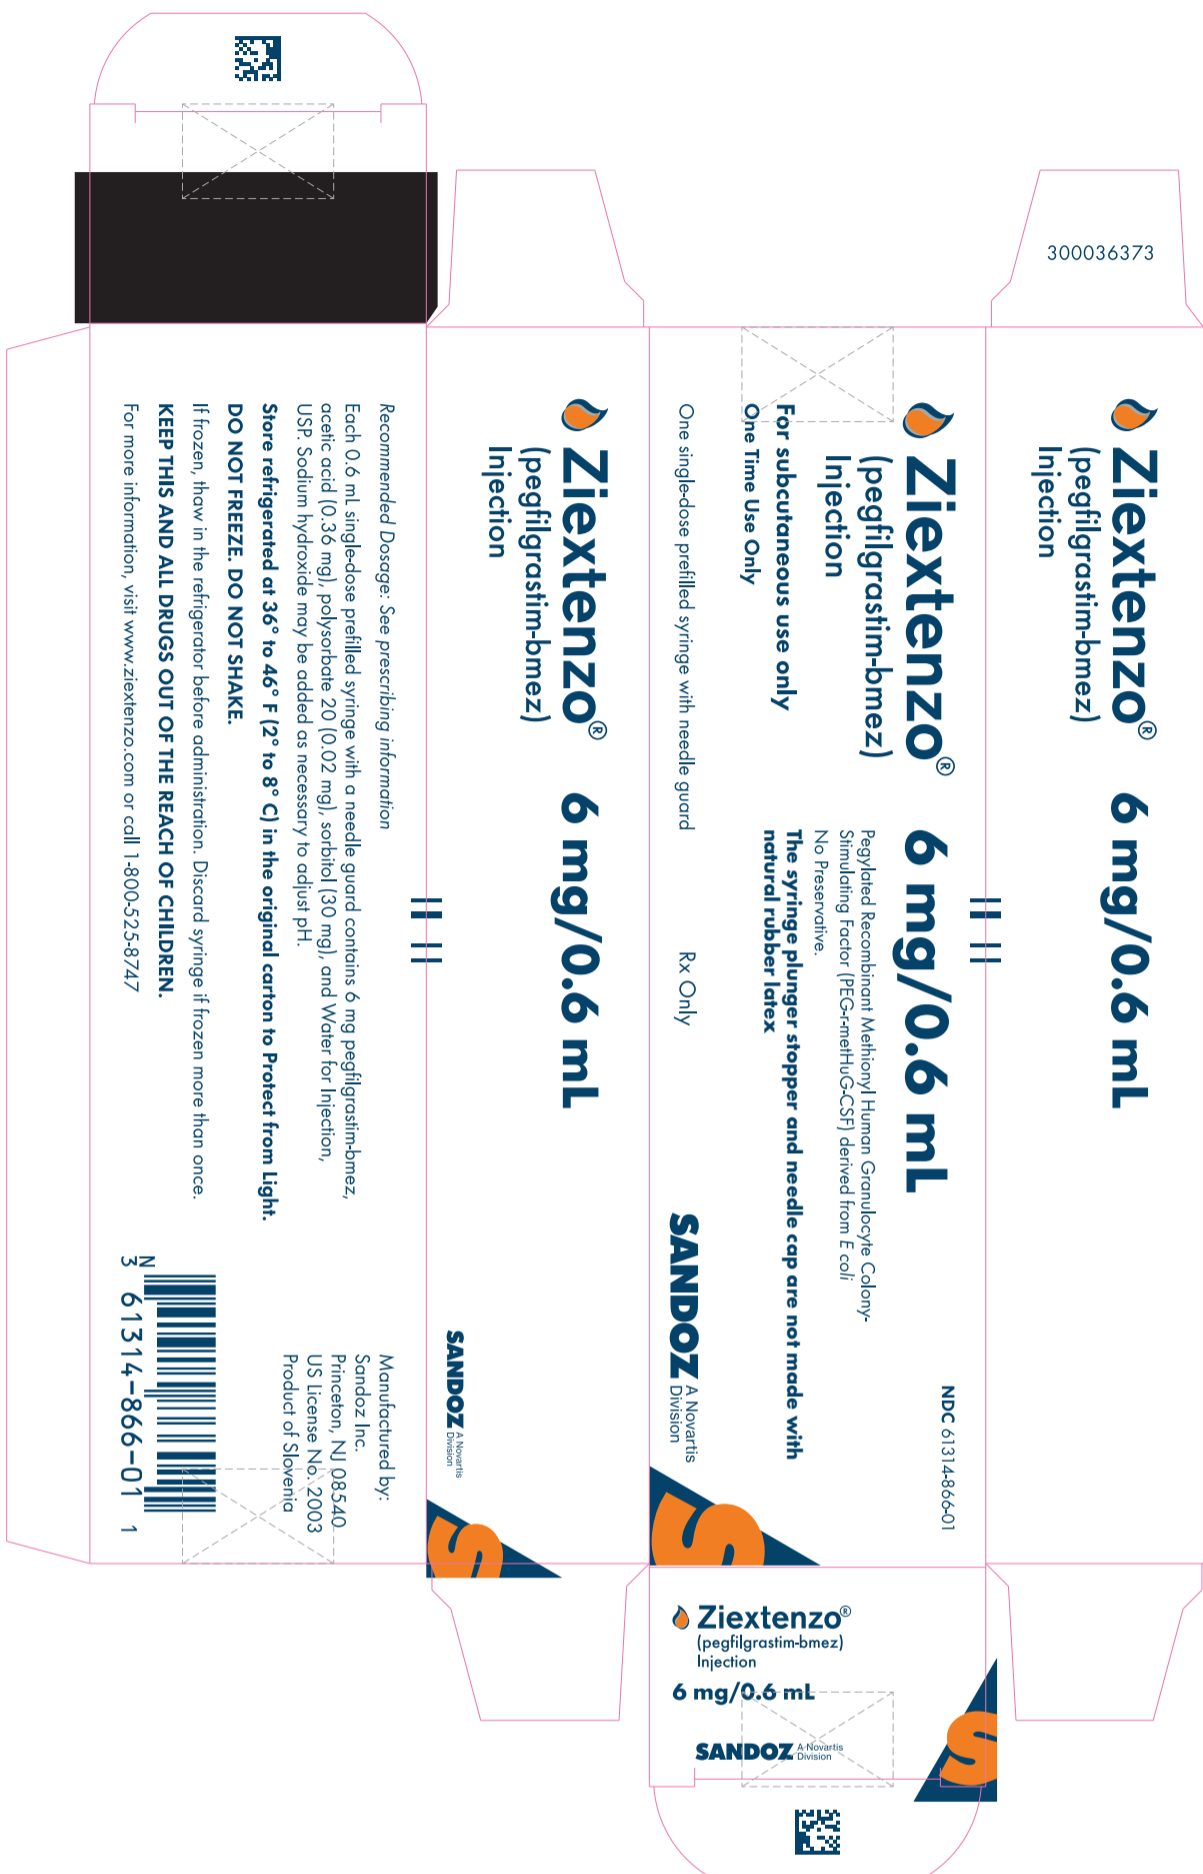 300036373
Ziextenzo® 6 mg/0.6 mL
(pegfilgrastim-bmez)
Injection
NDC 61314-866-01
Ziextenzo® 6 mg/0.6 mL
(pegfilgrastim-bmez)
Injection
Pegylated Recombinant Methionyl Human Granulocyte Colony-
Stimulating Factor (PEG-r-metHuG-CSF) derived from E coli
No Preservative.
For subcutaneous use only
One Time Use Only
The syringe plunger stopper and needle cap are not made with
natural rubber latex
One single-dose prefilled syringe with needle guard
Rx Only
SANDOZ A Novartis
Division
S
Ziextenzo® 6 mg/0.6 mL
(pegfilgrastim-bmez)
Injection
SANDOZ A Novartis
Division
S
Recommended Dosage: See prescribing information
Each 0.6 mL single-dose prefilled syringe with a needle guard contains 6 mg pegfilgrastim-bmez,
acetic acid (0.36 mg), polysorbate 20 (0.02 mg), sorbitol (30 mg), and Water for Injection,
USP. Sodium hydroxide may be added as necessary to adjust pH.
Store refrigerated at 36° to 46° F (2° to 8° C) in the original carton to Protect from Light.
DO NOT FREEZE. DO NOT SHAKE.
If frozen, thaw in the refrigerator before administration. Discard syringe if frozen more than once.
KEEP THIS AND ALL DRUGS OUT OF THE REACH OF CHILDREN.
For more information, visit www.ziextenzo.com or call 1-800-525-8747
Manufactured by:
Sandoz Inc.
Princeton, NJ 08540
US License No. 2003
Product of Slovenia
N
3 61314-866-01 1
Ziextenzo®
(pegfilgrastim-bmez)
Injection
6 mg/0.6 mL
SANDOZ A Novartis
Division
S